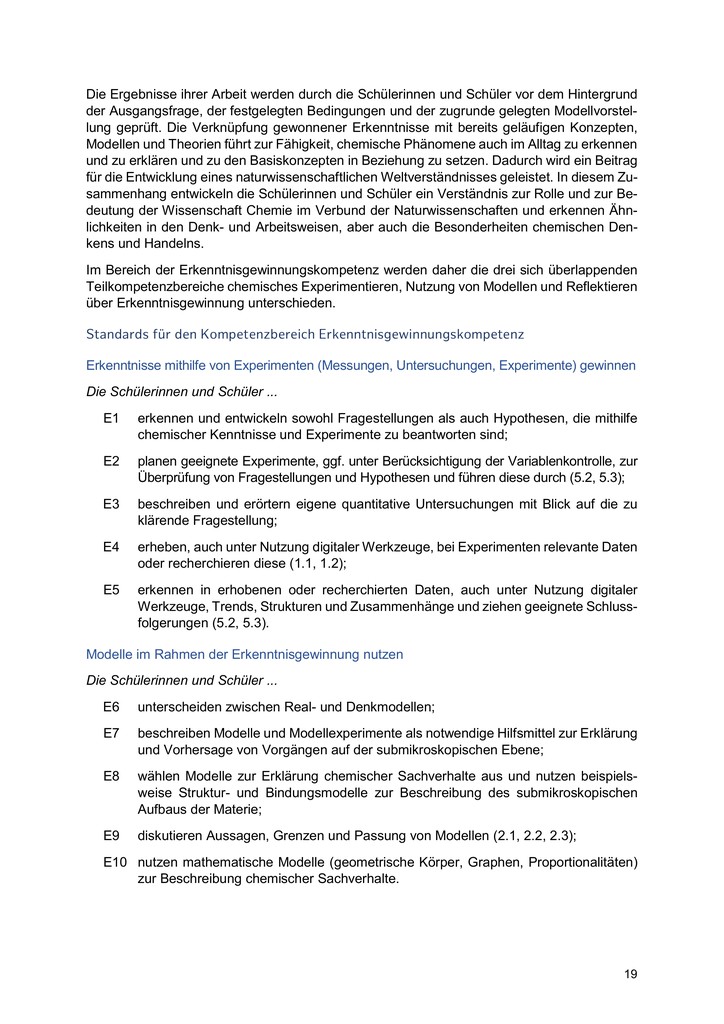 Die Ergebnisse ihrer Arbeit werden durch die Schülerinnen und Schüler vor dem Hintergrund
der Ausgangsfrage, der festgelegten Bedingungen und der zugrunde gelegten Modellvorstel-
lung geprüft. Die Verknüpfung gewonnener Erkenntnisse mit bereits geläufigen Konzepten,
Modellen und Theorien führt zur Fähigkeit, chemische Phänomene auch im Alltag zu erkennen
und zu erklären und zu den Basiskonzepten in Beziehung zu setzen. Dadurch wird ein Beitrag
für die Entwicklung eines naturwissenschaftlichen Weltverständnisses geleistet. In diesem Zu-
sammenhang entwickeln die Schülerinnen und Schüler ein Verständnis zur Rolle und zur Be-
deutung der Wissenschaft Chemie im Verbund der Naturwissenschaften und erkennen Ähn-
lichkeiten in den Denk- und Arbeitsweisen, aber auch die Besonderheiten chemischen Den-
kens und Handelns.
Im Bereich der Erkenntnisgewinnungskompetenz werden daher die drei sich überlappenden
Teilkompetenzbereiche chemisches Experimentieren, Nutzung von Modellen und Reflektieren
über Erkenntnisgewinnung unterschieden.
Standards für den Kompetenzbereich Erkenntnisgewinnungskompetenz
Erkenntnisse mithilfe von Experimenten (Messungen, Untersuchungen, Experimente) gewinnen
Die Schülerinnen und Schüler ...
E1 erkennen und entwickeln sowohl Fragestellungen als auch Hypothesen, die mithilfe
chemischer Kenntnisse und Experimente zu beantworten sind;
E2 planen geeignete Experimente, ggf. unter Berücksichtigung der Variablenkontrolle, zur
Überprüfung von Fragestellungen und Hypothesen und führen diese durch (5.2, 5.3);
E3 beschreiben und erörtern eigene quantitative Untersuchungen mit Blick auf die zu
klärende Fragestellung;
E4 erheben, auch unter Nutzung digitaler Werkzeuge, bei Experimenten relevante Daten
oder recherchieren diese (1.1, 1.2);
E5 erkennen in erhobenen oder recherchierten Daten, auch unter Nutzung digitaler
Werkzeuge, Trends, Strukturen und Zusammenhänge und ziehen geeignete Schluss-
folgerungen (5.2, 5.3).
Modelle im Rahmen der Erkenntnisgewinnung nutzen
Die Schülerinnen und Schüler ...
E6 unterscheiden zwischen Real- und Denkmodellen;
E7 beschreiben Modelle und Modellexperimente als notwendige Hilfsmittel zur Erklärung
und Vorhersage von Vorgängen auf der submikroskopischen Ebene;
E8 wählen Modelle zur Erklärung chemischer Sachverhalte aus und nutzen beispiels-
weise Struktur- und Bindungsmodelle zur Beschreibung des submikroskopischen
Aufbaus der Materie;
E9 diskutieren Aussagen, Grenzen und Passung von Modellen (2.1, 2.2, 2.3);
E10 nutzen mathematische Modelle (geometrische Körper, Graphen, Proportionalitäten)
zur Beschreibung chemischer Sachverhalte.
19